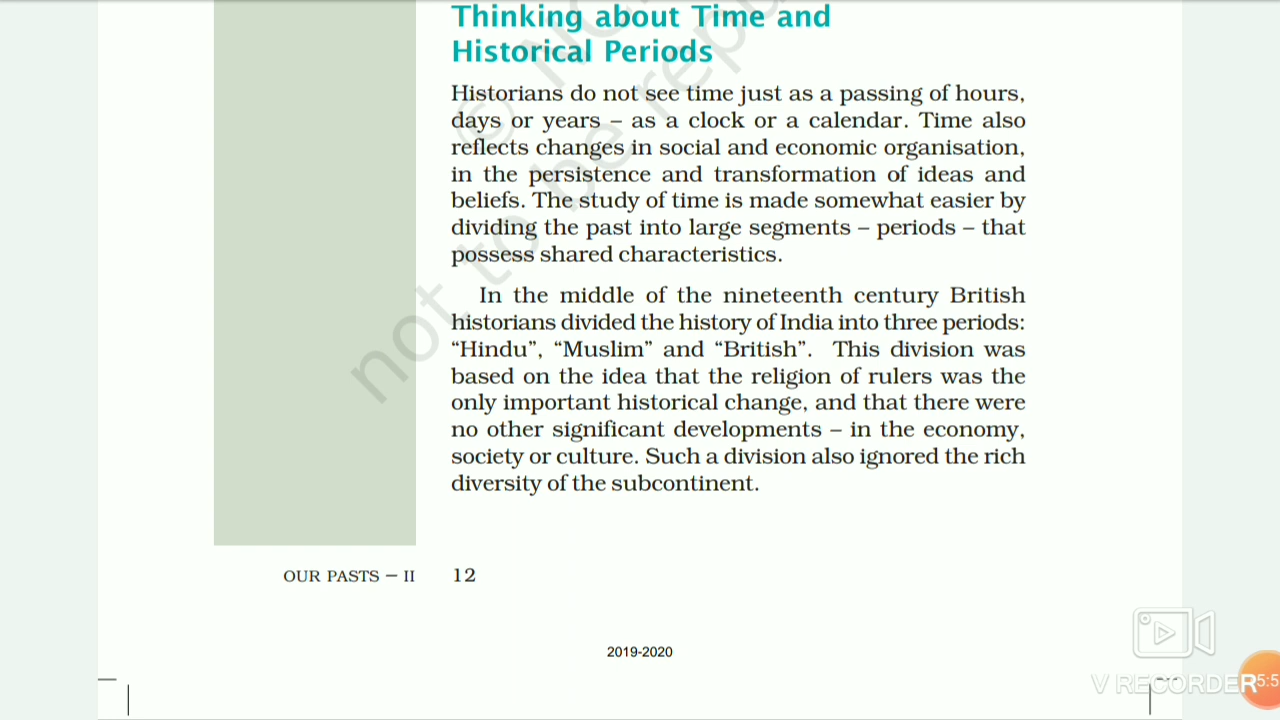 Thinking about Time and
Historical Periods
Historians do not see time just as a passing of hours,
days or years – as a clock or a calendar. Time also
reflects changes in social and economic organisation,
in the persistence and transformation of ideas and
beliefs. The study of time is made somewhat easier by
dividing the past into large segments – periods – that
possess shared characteristics.
In the middle of the nineteenth century British
historians divided the history of India into three periods:
“Hindu”, “Muslim” and “British”. This division was
based on the idea that the religion of rulers was the
only important historical change, and that there were
no other significant developments – in the economy,
society or culture. Such a division also ignored the rich
diversity of the subcontinent.
OUR PASTS – II 12
2019-2020
not to be
V RECORDER